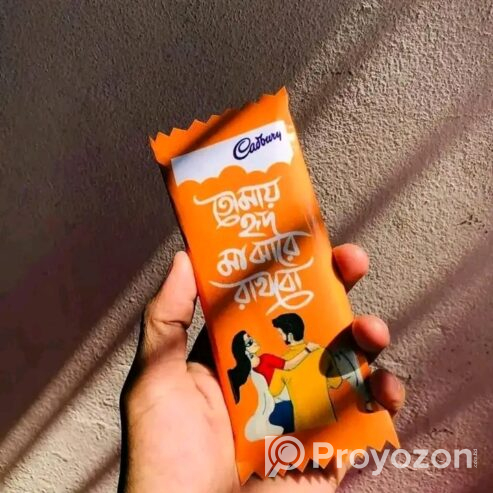 Cadbury
তোমায়
হৃদ
মাঝারে
রাখবো
Proyozon